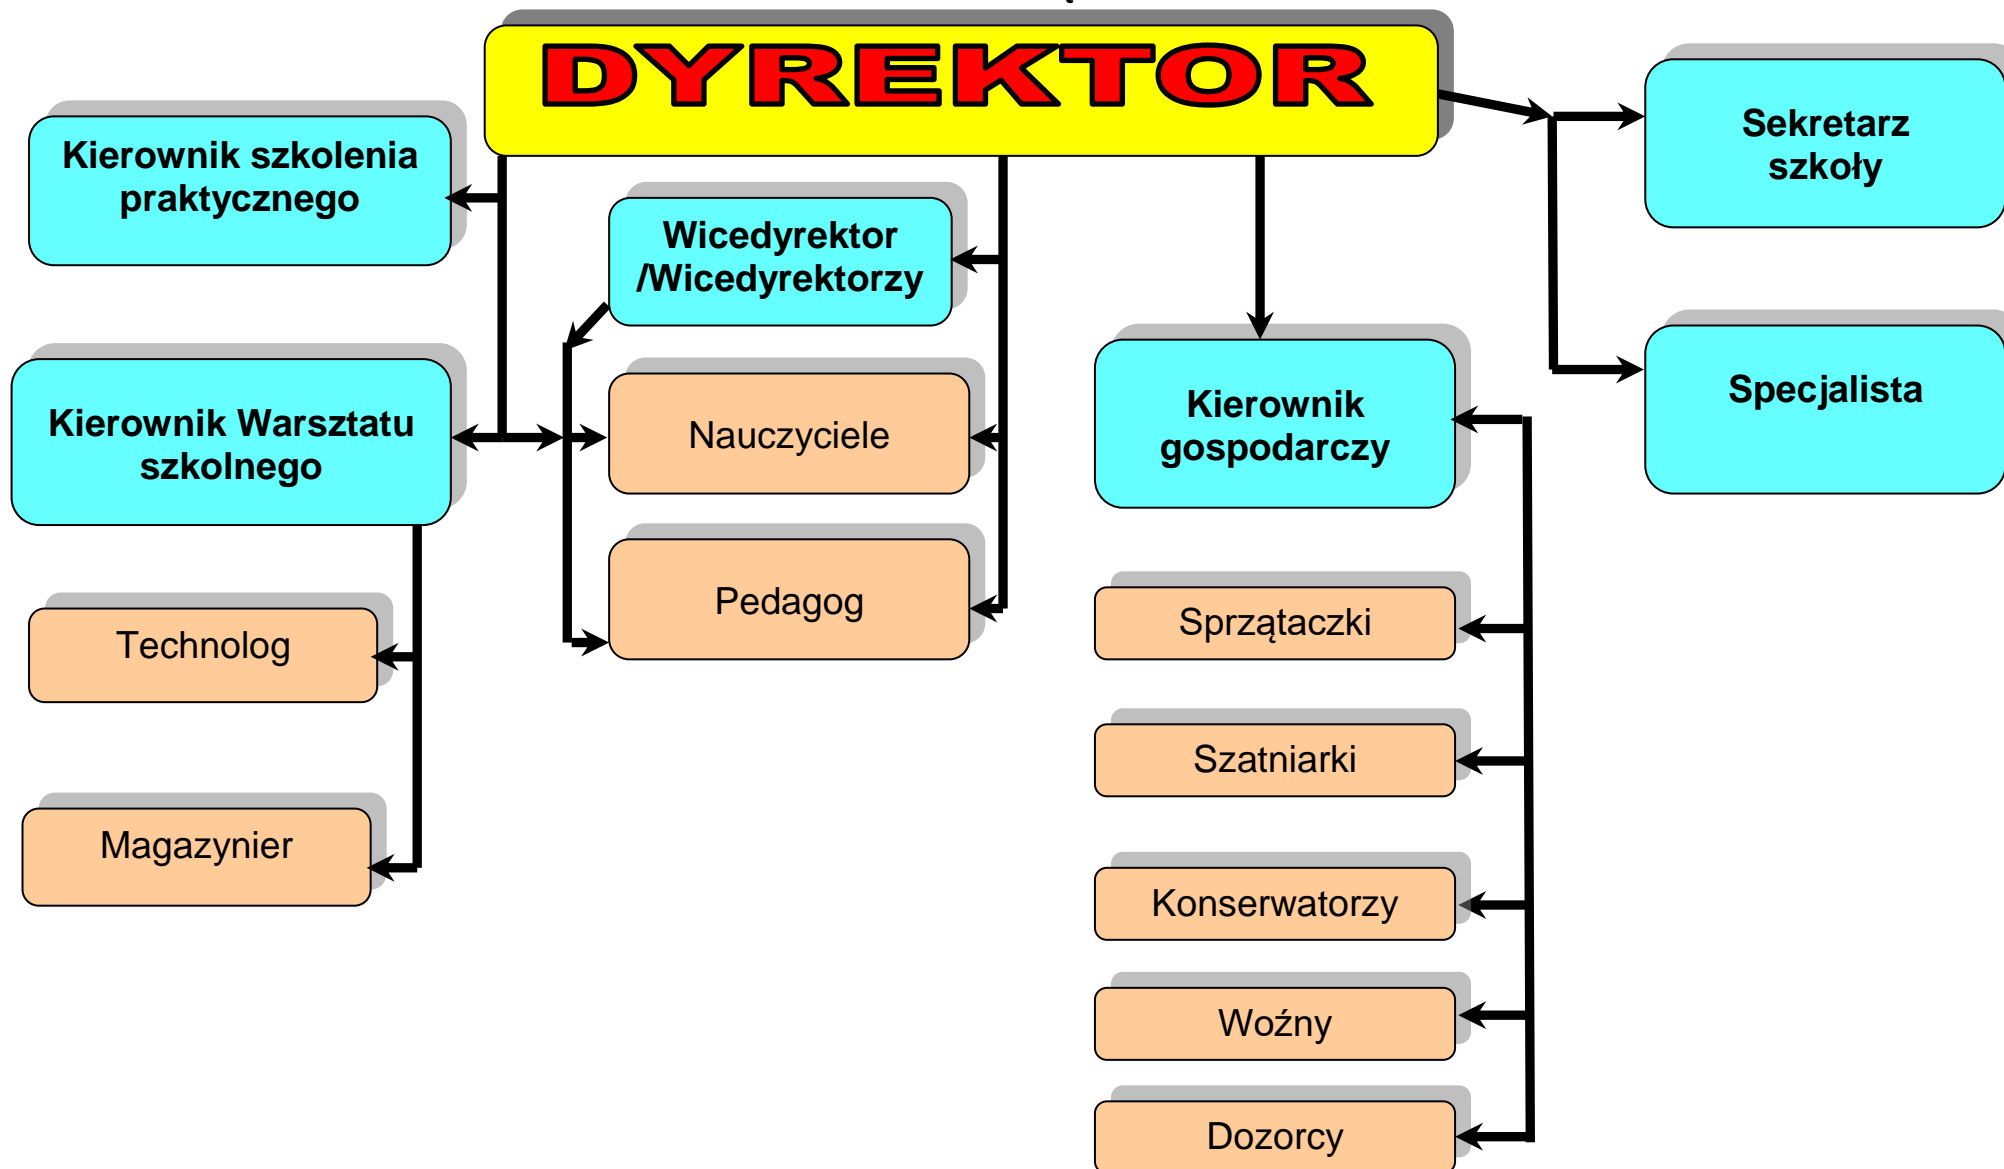 DYREKTOR
Kierownik szkolenia
praktycznego
Wicedyrektor
/Wicedyrektorzy
Sekretarz
szkoły
Kierownik Warsztatu
szkolnego
Nauczyciele
Kierownik
gospodarczy
Specjalista
Pedagog
Technolog
Sprzątaczki
Szatniarki
Magazynier
Konserwatorzy
Woźny
Dozorcy